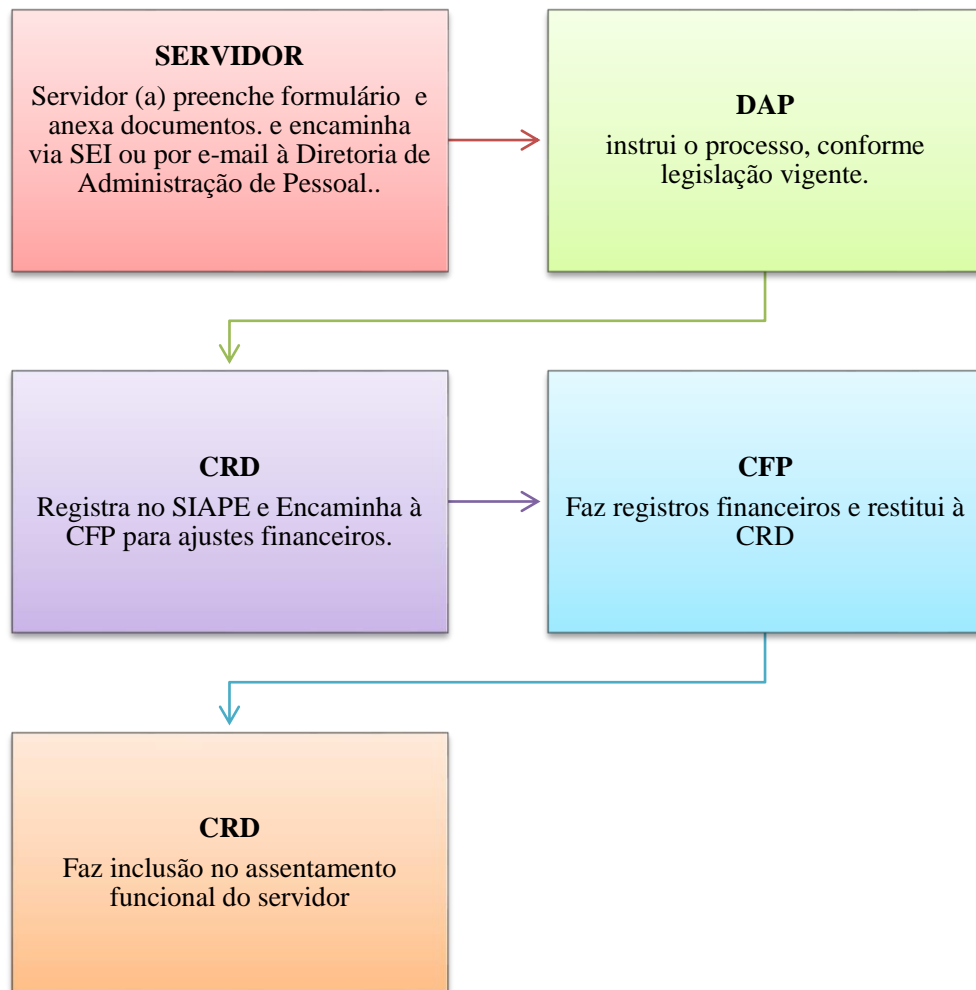 SERVIDOR
Servidor (a) preenche formulário e
anexa documentos. e encaminha
via SEI ou por e-mail à Diretoria de
Administração de Pessoal..
DAP
instrui o processo, conforme
legislação vigente.
CRD
Registra no SIAPE e Encaminha à
CFP para ajustes financeiros.
CFP
Faz registros financeiros e restitui à
CRD
CRD
Faz inclusão no assentamento
funcional do servidor